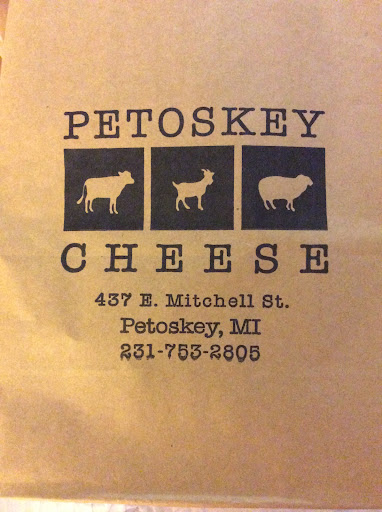 PETOSKEY
CHEESE
437 E. Mitchell St.
Petoskey, MI
231-753-2805